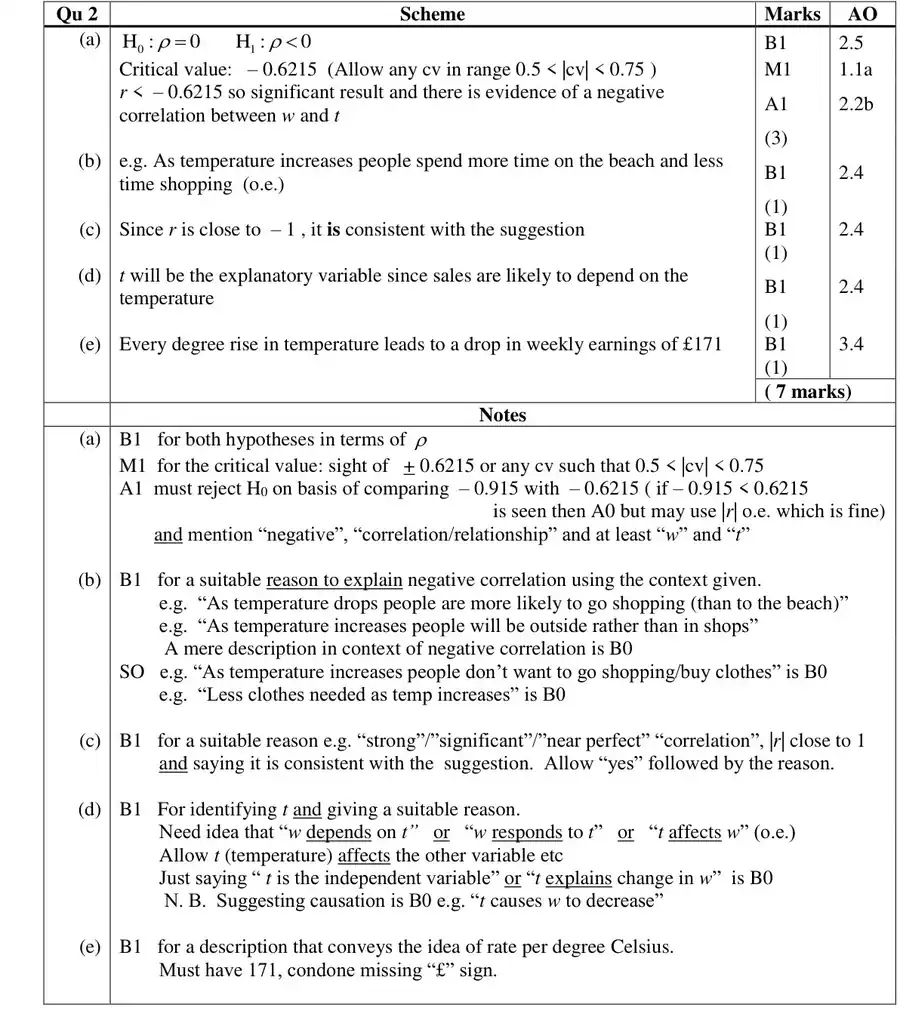 Qu 2 Scheme Marks AO
(a) H₀ : ρ = 0 H₁ : ρ < 0 B1 2.5
Critical value: – 0.6215 (Allow any cv in range 0.5 < |cv| < 0.75 ) M1 1.1a
r < – 0.6215 so significant result and there is evidence of a negative
correlation between w and t A1 2.2b
(3)
(b) e.g. As temperature increases people spend more time on the beach and less
time shopping (o.e.) B1 2.4
(1)
(c) Since r is close to – 1 , it is consistent with the suggestion B1 2.4
(1)
(d) t will be the explanatory variable since sales are likely to depend on the
temperature B1 2.4
(1)
(e) Every degree rise in temperature leads to a drop in weekly earnings of £171 B1 3.4
(1)
( 7 marks)
Notes
(a) B1 for both hypotheses in terms of ρ
M1 for the critical value: sight of ± 0.6215 or any cv such that 0.5 < |cv| < 0.75
A1 must reject H₀ on basis of comparing – 0.915 with – 0.6215 ( if – 0.915 < 0.6215
is seen then A0 but may use |r| o.e. which is fine)
and mention “negative”, “correlation/relationship” and at least “w” and “t”
(b) B1 for a suitable reason to explain negative correlation using the context given.
e.g. “As temperature drops people are more likely to go shopping (than to the beach)”
e.g. “As temperature increases people will be outside rather than in shops”
A mere description in context of negative correlation is B0
SO e.g. “As temperature increases people don’t want to go shopping/buy clothes” is B0
e.g. “Less clothes needed as temp increases” is B0
(c) B1 for a suitable reason e.g. “strong”/”significant”/”near perfect” “correlation”, |r| close to 1
and saying it is consistent with the suggestion. Allow “yes” followed by the reason.
(d) B1 For identifying t and giving a suitable reason.
Need idea that “w depends on t” or “w responds to t” or “t affects w” (o.e.)
Allow t (temperature) affects the other variable etc
Just saying “ t is the independent variable” or “t explains change in w” is B0
N. B. Suggesting causation is B0 e.g. “t causes w to decrease”
(e) B1 for a description that conveys the idea of rate per degree Celsius.
Must have 171, condone missing “£” sign.